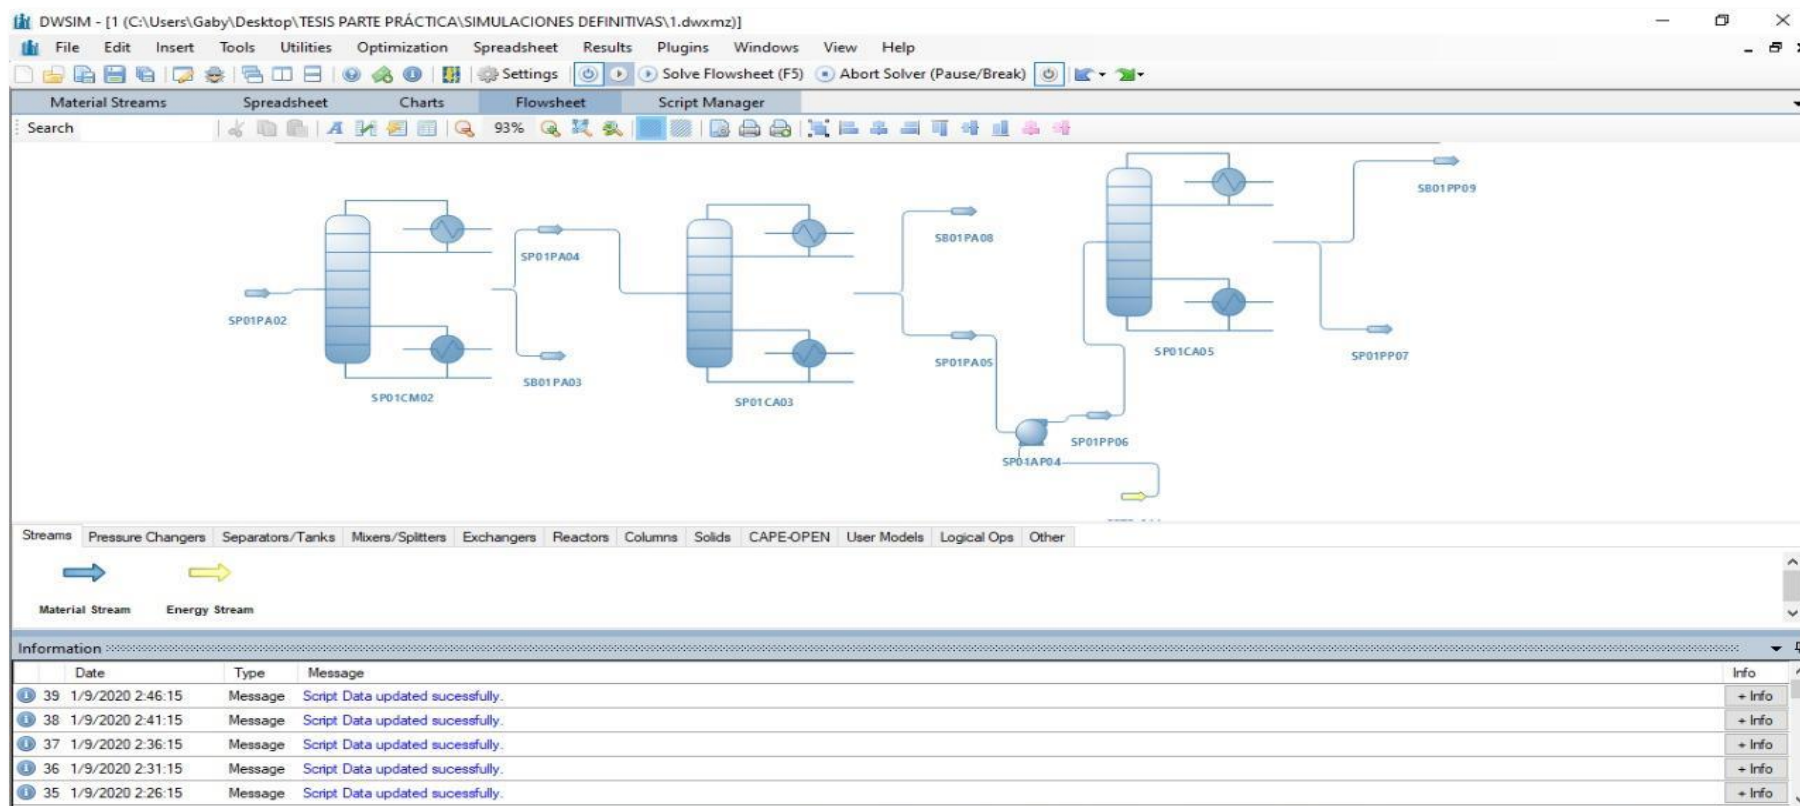 DWSIM - [1 (C:\Users\Gaby\Desktop\TESIS PARTE PRÁCTICA\SIMULACIONES DEFINITIVAS\1.dwxmz)]
File Edit Insert Tools Utilities Optimization Spreadsheet Results Plugins Windows View Help
Settings Solve Flowsheet (F5) Abort Solver (Pause/Break)
Material Streams Spreadsheet Charts Flowsheet Script Manager
Search 93%
SB01PP09
SB01PA08
SP01PA04
SP01PA02
SP01CA05
SP01PP07
SP01PA05
SB01PA03
SP01CM02
SP01CA03
SP01PP06
SP01AP04
Streams Pressure Changers Separators/Tanks Mixers/Splitters Exchangers Reactors Columns Solids CAPE-OPEN User Models Logical Ops Other
Material Stream Energy Stream
Information
Date Type Message Info
39 1/9/2020 2:46:15 Message Script Data updated sucessfully. + Info
38 1/9/2020 2:41:15 Message Script Data updated sucessfully. + Info
37 1/9/2020 2:36:15 Message Script Data updated sucessfully. + Info
36 1/9/2020 2:31:15 Message Script Data updated sucessfully. + Info
35 1/9/2020 2:26:15 Message Script Data updated sucessfully. + Info